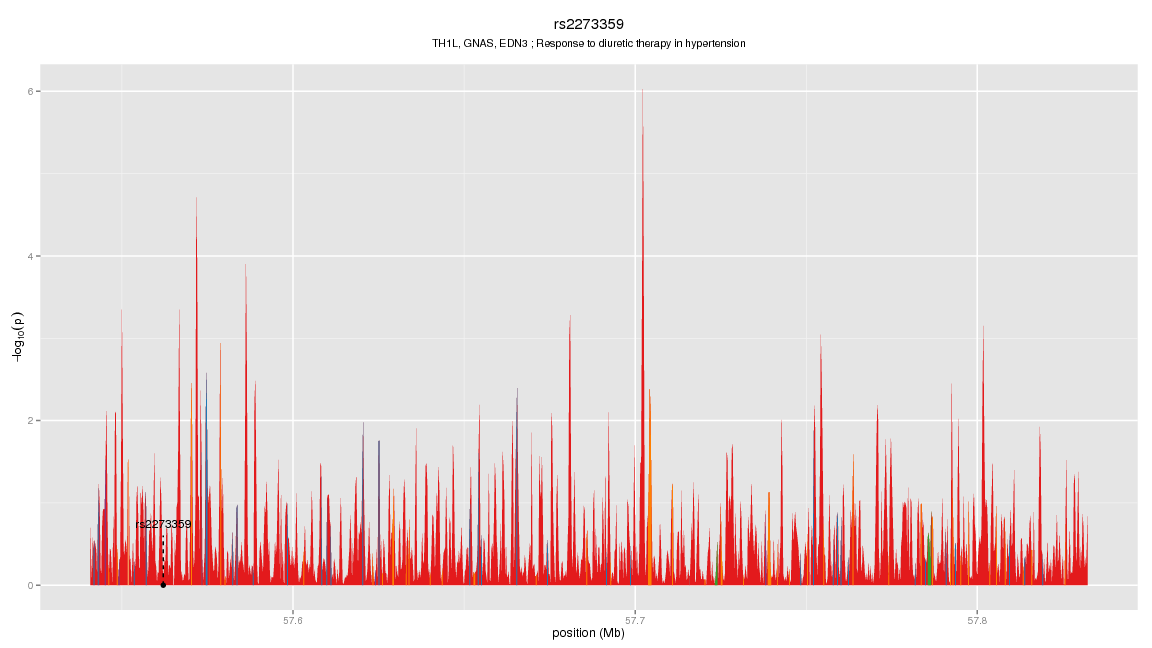 rs2273359
TH1L, GNAS, EDN3 ; Response to diuretic therapy in hypertension
6
4
2
0
−log10(p)
rs2273359
57.6
57.7
57.8
position (Mb)